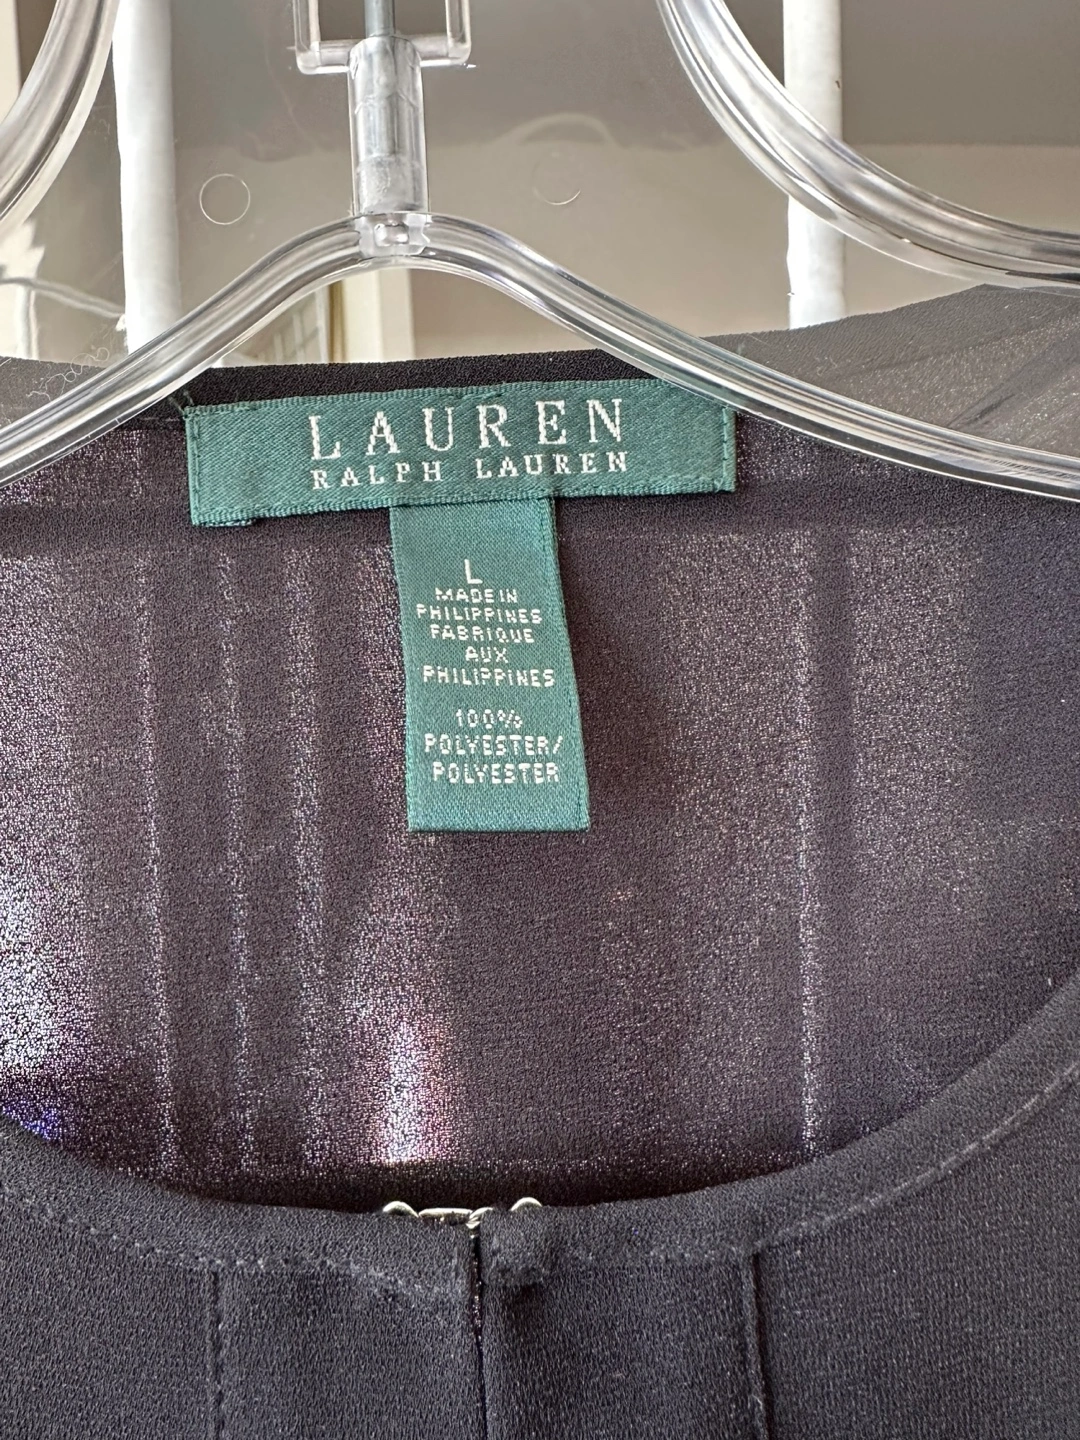 LAUREN
RALPH LAUREN
L
MADE IN
PHILIPPINES
FABRIQUE
AUX
PHILIPPINES
100%
POLYESTER/
POLYESTER